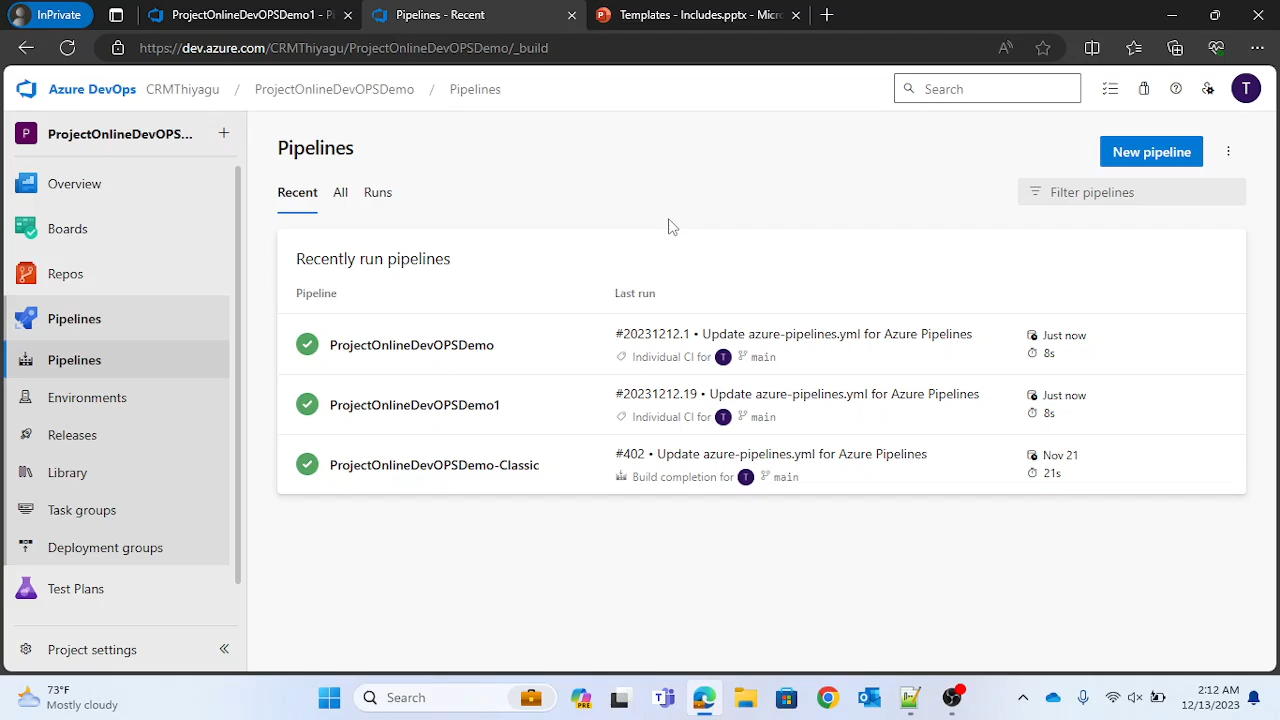 InPrivate
ProjectOnlineDevOPSDemo1 - Pi
Pipelines - Recent
Templates - Includes.pptx - Micro
https://dev.azure.com/CRMThiyagu/ProjectOnlineDevOPSDemo/_build
Azure DevOps CRMThiyagu / ProjectOnlineDevOPSDemo / Pipelines
Search
T
P ProjectOnlineDevOPS...
Overview
Boards
Repos
Pipelines
Pipelines
Environments
Releases
Library
Task groups
Deployment groups
Test Plans
Project settings
Pipelines
New pipeline
Recent All Runs
Filter pipelines
Recently run pipelines
Pipeline Last run
ProjectOnlineDevOPSDemo
#20231212.1 • Update azure-pipelines.yml for Azure Pipelines
Individual CI for T main
Just now
8s
ProjectOnlineDevOPSDemo1
#20231212.19 • Update azure-pipelines.yml for Azure Pipelines
Individual CI for T main
Just now
8s
ProjectOnlineDevOPSDemo-Classic
#402 • Update azure-pipelines.yml for Azure Pipelines
Build completion for T main
Nov 21
21s
73°F
Mostly cloudy
Search
PRE
2:12 AM
12/13/2023